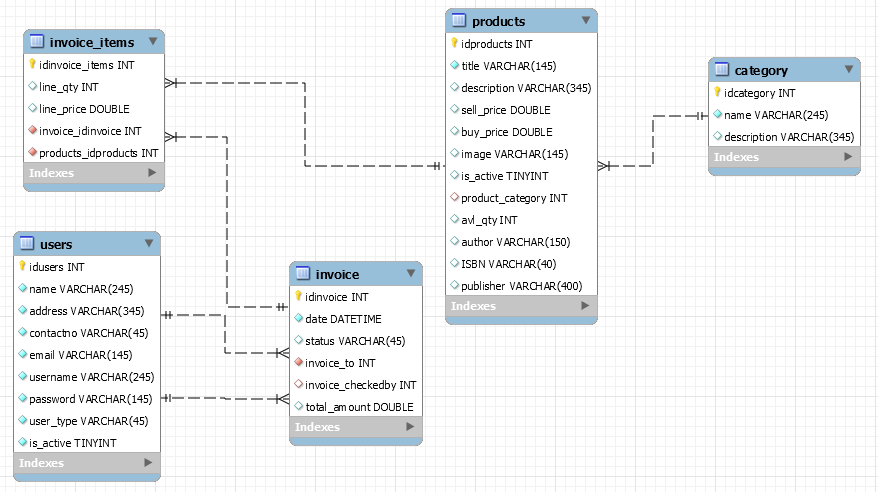 invoice_items
idinvoice_items INT
line_qty INT
line_price DOUBLE
invoice_idinvoice INT
products_idproducts INT
Indexes
products
idproducts INT
title VARCHAR(145)
description VARCHAR(345)
sell_price DOUBLE
buy_price DOUBLE
image VARCHAR(145)
is_active TINYINT
product_category INT
avl_qty INT
author VARCHAR(150)
ISBN VARCHAR(40)
publisher VARCHAR(400)
Indexes
category
idcategory INT
name VARCHAR(245)
description VARCHAR(345)
Indexes
users
idusers INT
name VARCHAR(245)
address VARCHAR(345)
contactno VARCHAR(45)
email VARCHAR(145)
username VARCHAR(245)
password VARCHAR(145)
user_type VARCHAR(45)
is_active TINYINT
Indexes
invoice
idinvoice INT
date DATETIME
status VARCHAR(45)
invoice_to INT
invoice_checkedby INT
total_amount DOUBLE
Indexes